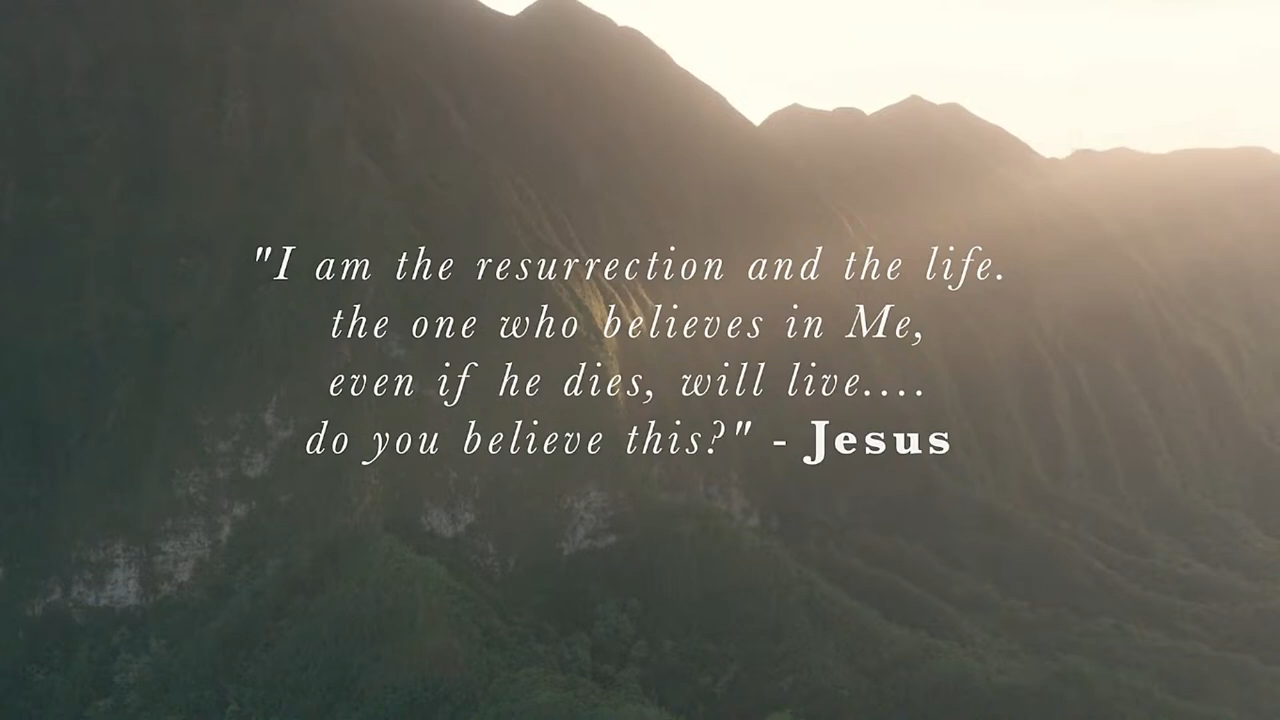 "I am the resurrection and the life.
the one who believes in Me,
even if he dies, will live....
do you believe this?" - Jesus